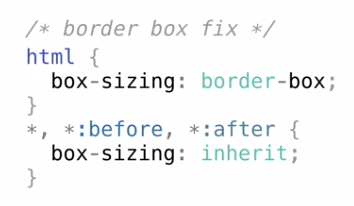 /* border box fix */
html {
  box-sizing: border-box;
}
*, *:before, *:after {
  box-sizing: inherit;
}